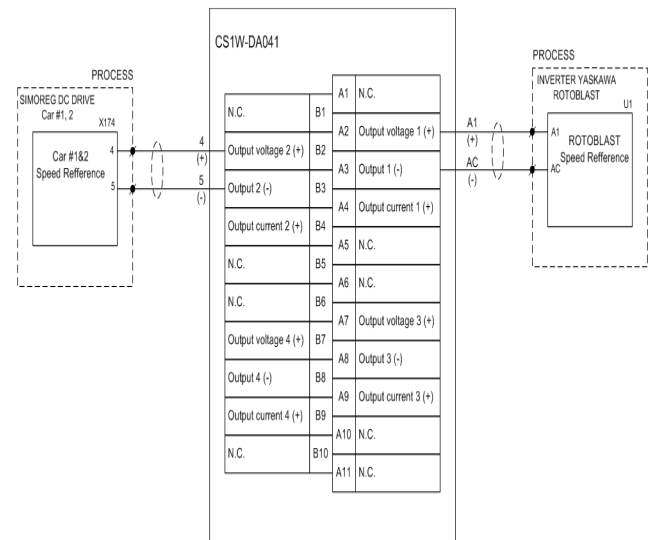 CS1W-DA041
PROCESS
SIMOREG DC DRIVE
Car #1, 2
X174
Car #1&2
Speed Refference
4
5
4
(+)
5
(-)
N.C. B1
Output voltage 2 (+) B2
Output 2 (-) B3
Output current 2 (+) B4
N.C. B5
N.C. B6
Output voltage 4 (+) B7
Output 4 (-) B8
Output current 4 (+) B9
N.C. B10
A1 N.C.
A2 Output voltage 1 (+)
A3 Output 1 (-)
A4 Output current 1 (+)
A5 N.C.
A6 N.C.
A7 Output voltage 3 (+)
A8 Output 3 (-)
A9 Output current 3 (+)
A10 N.C.
A11 N.C.
A1
(+)
AC
(-)
PROCESS
INVERTER YASKAWA
ROTOBLAST
U1
A1
AC
ROTOBLAST
Speed Refference